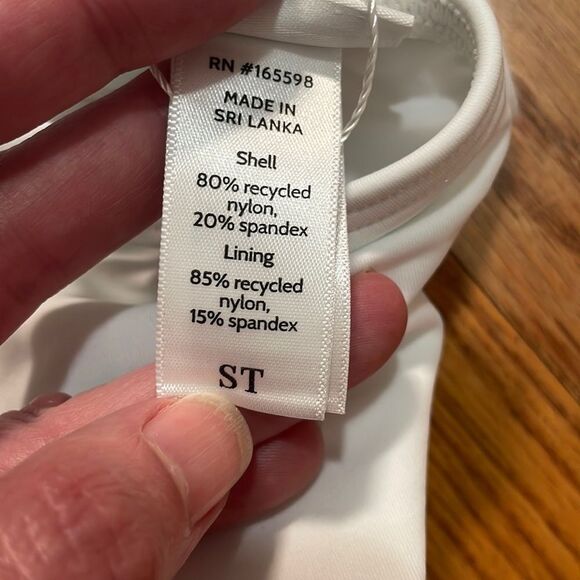 RN #165598
MADE IN
SRI LANKA
Shell
80% recycled
nylon,
20% spandex
Lining
85% recycled
nylon,
15% spandex
ST